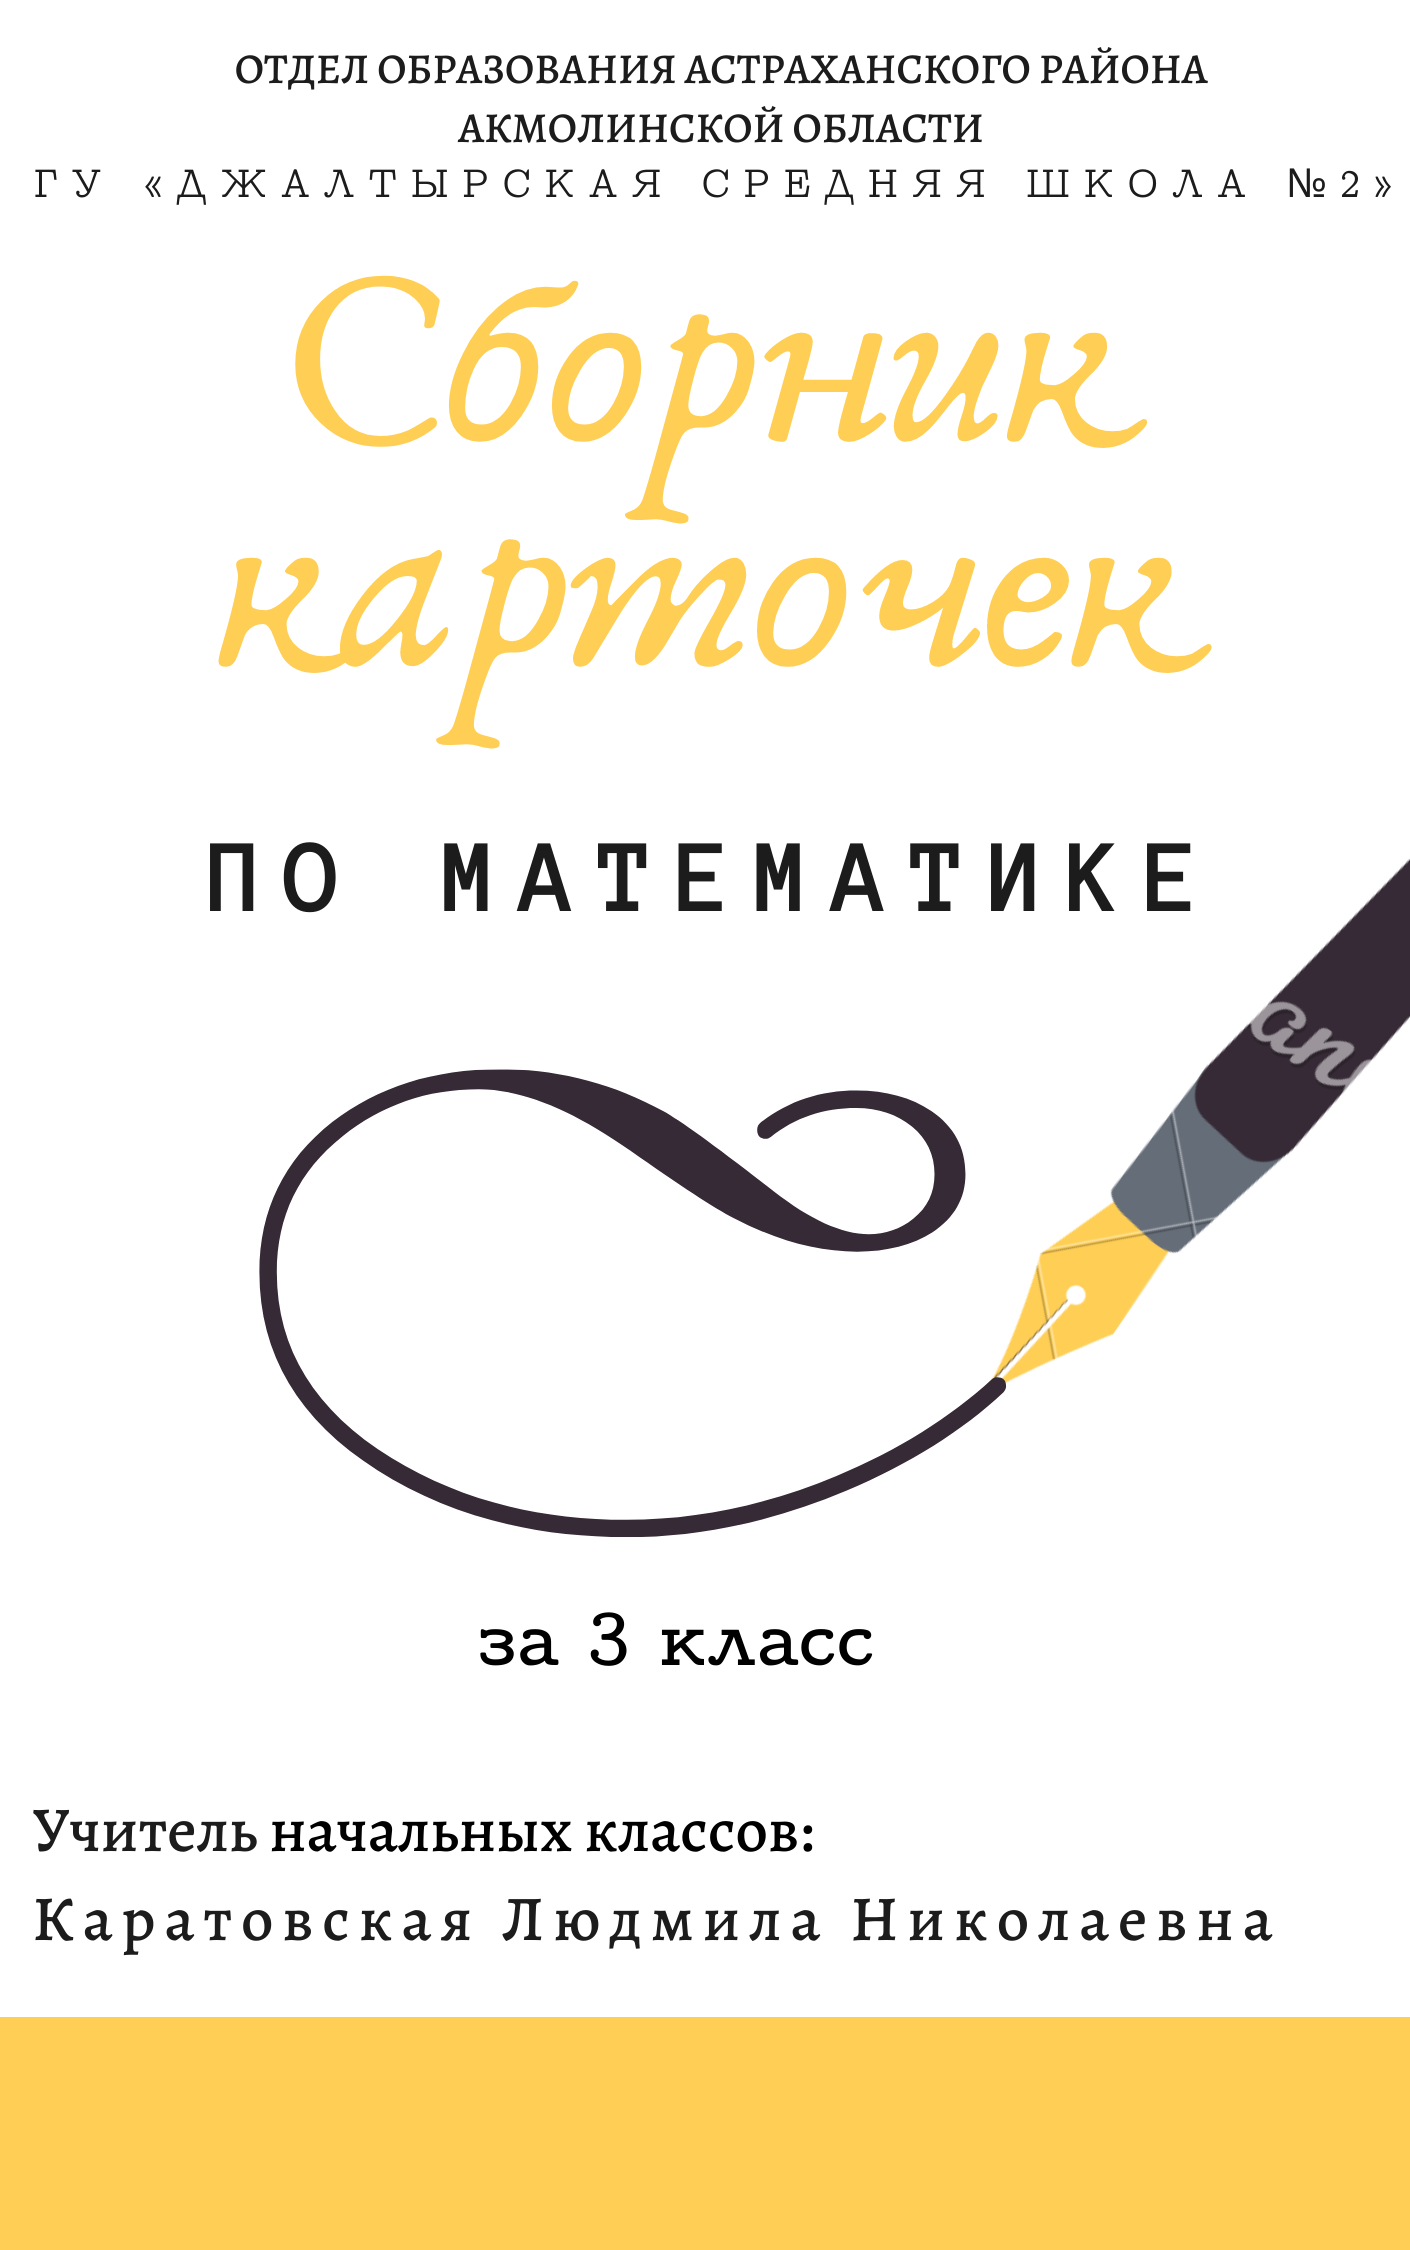 ОТДЕЛ ОБРАЗОВАНИЯ АСТРАХАНСКОГО РАЙОНА
АКМОЛИНСКОЙ ОБЛАСТИ
ГУ «ДЖАЛТЫРСКАЯ СРЕДНЯЯ ШКОЛА №2»
Сборник
карточек
ПО МАТЕМАТИКЕ
за 3 класс
Учитель начальных классов:
Каратовская Людмила Николаевна